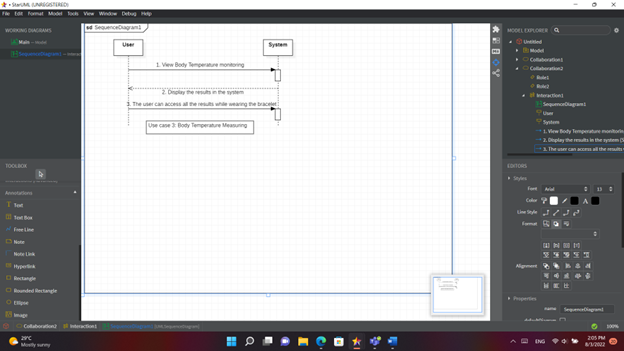 • StarUML (UNREGISTERED)
File Edit Format Model Tools View Window Debug Help
WORKING DIAGRAMS
Main
SequenceDiagram1
TOOLBOX
Annotations
Text
Text Box
Free Line
Note
Note Link
Hyperlink
Rectangle
Rounded Rectangle
Ellipse
Image
sd SequenceDiagram1
User
System
1. View Body Temperature monitoring
2. Display the results in the system
3. The user can access all the results while wearing the bracelet
Use case 3: Body Temperature Measuring
MODEL EXPLORER
Untitled
Model
Collaboration1
Collaboration2
Role1
Role2
Interaction1
SequenceDiagram1
User
System
1. View Body Temperature monitorin
2. Display the results in the system
3. The user can access all the results
EDITORS
Styles
Font Arial 13
Color
Line Style
Format
Alignment
Properties
name SequenceDiagram1
Collaboration2 Interaction1 SequenceDiagram1
100%
29°C
Mostly sunny
ENG
2:05 PM
8/3/2022